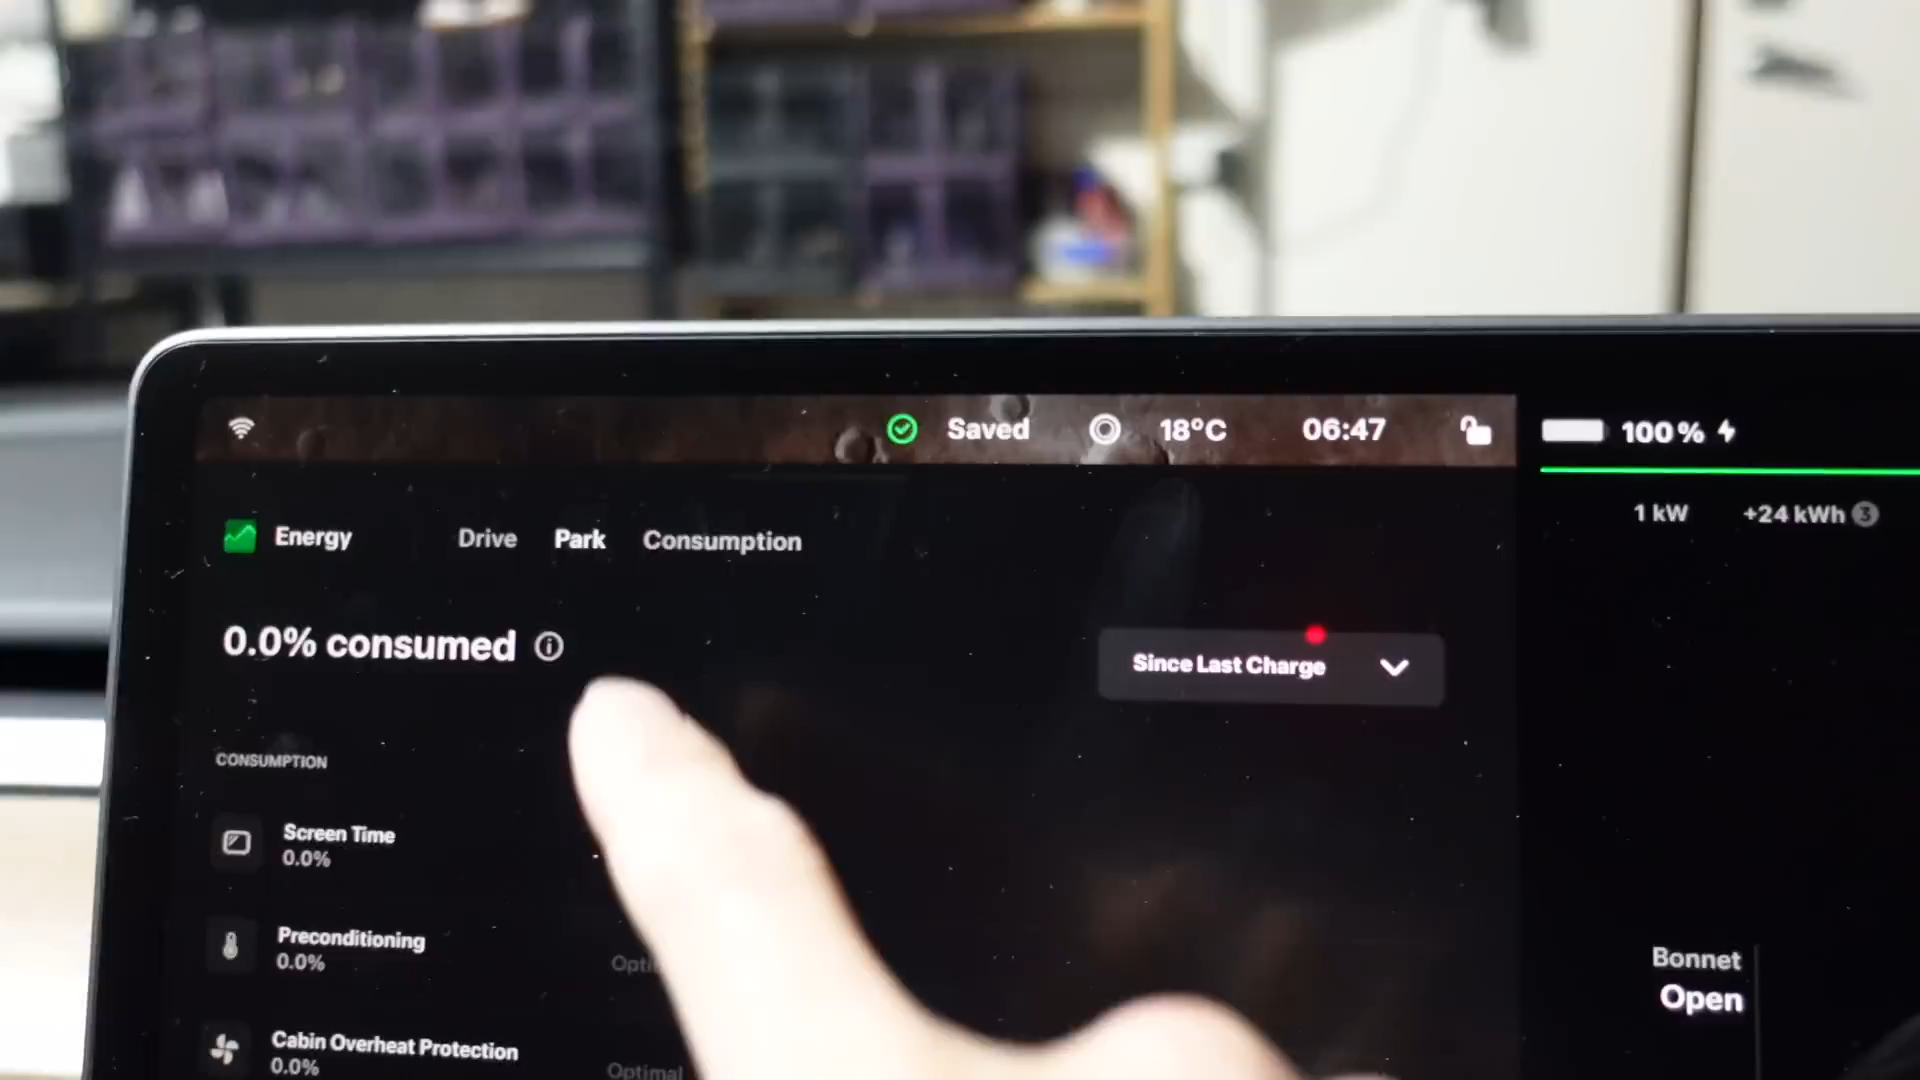 Saved 18°C 06:47 100% 
1 kW +24 kWh 3
Energy Drive Park Consumption
0.0% consumed
Since Last Charge
CONSUMPTION
Screen Time
0.0%
Preconditioning
0.0%
Cabin Overheat Protection
0.0%
Optimal
Bonnet
Open